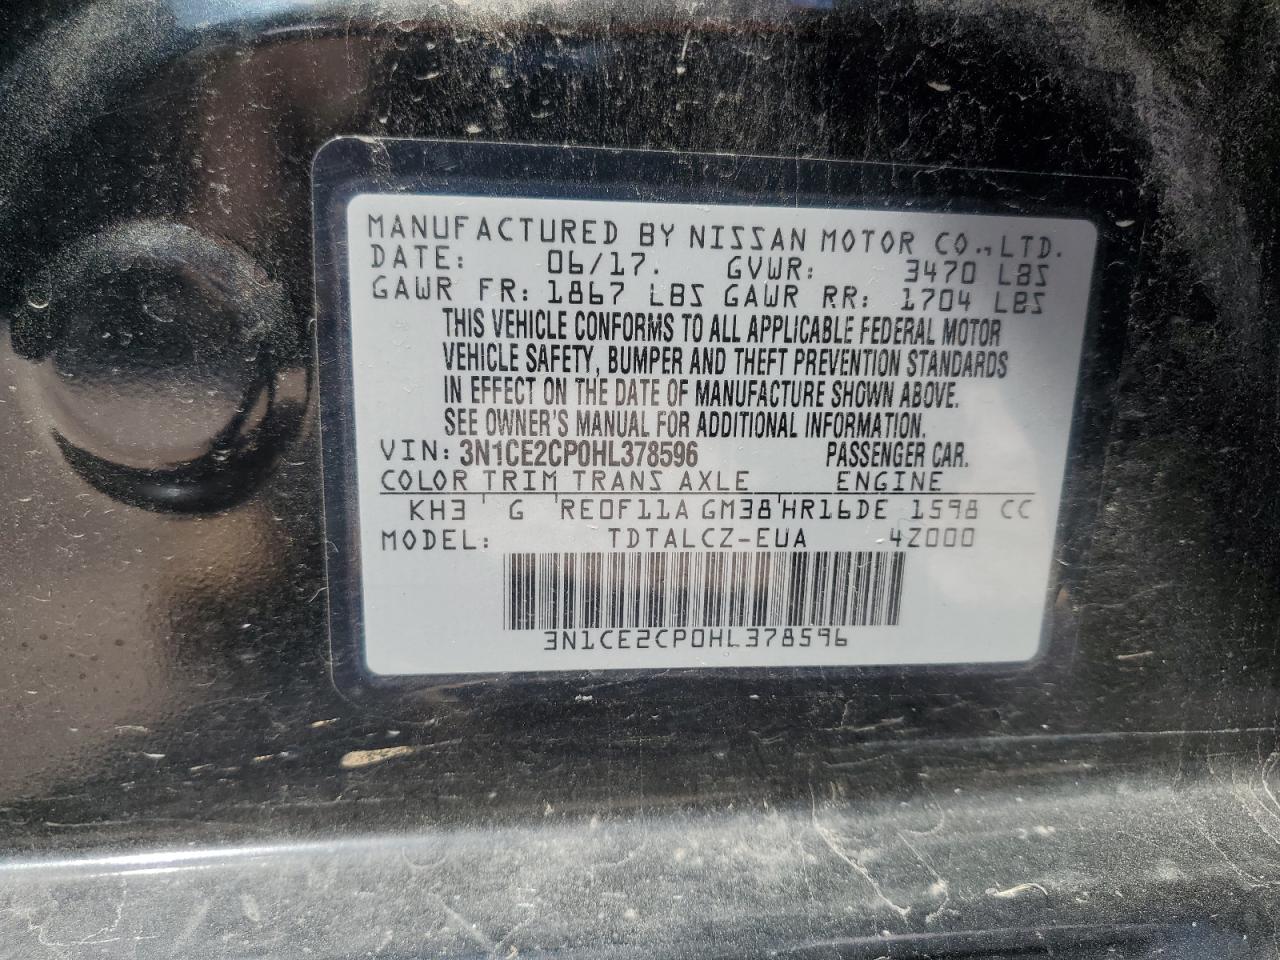 MANUFACTURED BY NISSAN MOTOR CO.,LTD.
DATE: 06/17. GVWR: 3470 LBS
GAWR FR: 1867 LBS GAWR RR: 1704 LBS
THIS VEHICLE CONFORMS TO ALL APPLICABLE FEDERAL MOTOR
VEHICLE SAFETY, BUMPER AND THEFT PREVENTION STANDARDS
IN EFFECT ON THE DATE OF MANUFACTURE SHOWN ABOVE.
SEE OWNER'S MANUAL FOR ADDITIONAL INFORMATION.
VIN: 3N1CE2CP0HL378596 PASSENGER CAR.
COLOR TRIM TRANS AXLE ENGINE
KH3 ' G RE0F11A GM38 ' HR16DE 1598 CC
MODEL: TDTALCZ-EUA 4Z000
3N1CE2CP0HL378596